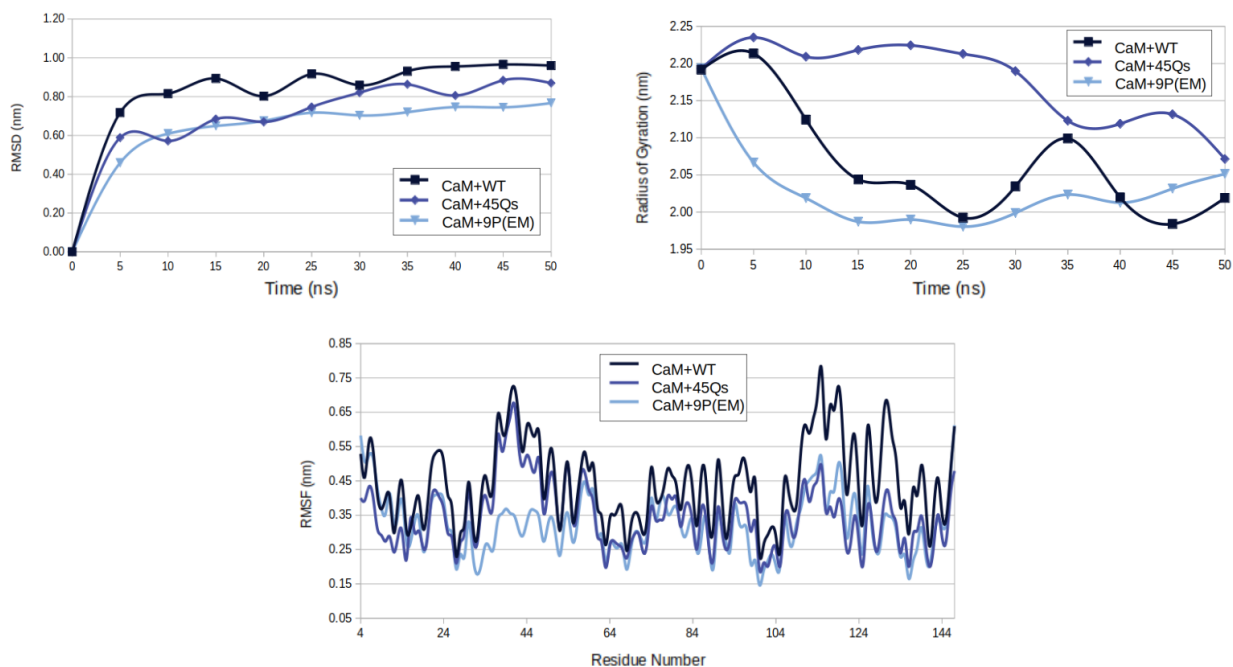 1.20
1.00
0.80
0.60
0.40
0.20
0.00
RMSD (nm)
CaM+WT
CaM+45Qs
CaM+9P(EM)
0 5 10 15 20 25 30 35 40 45 50
Time (ns)
2.25
2.20
2.15
2.10
2.05
2.00
1.95
Radius of Gyration (nm)
CaM+WT
CaM+45Qs
CaM+9P(EM)
0 5 10 15 20 25 30 35 40 45 50
Time (ns)
0.85
0.75
0.65
0.55
0.45
0.35
0.25
0.15
0.05
RMSF (nm)
CaM+WT
CaM+45Qs
CaM+9P(EM)
4 24 44 64 84 104 124 144
Residue Number